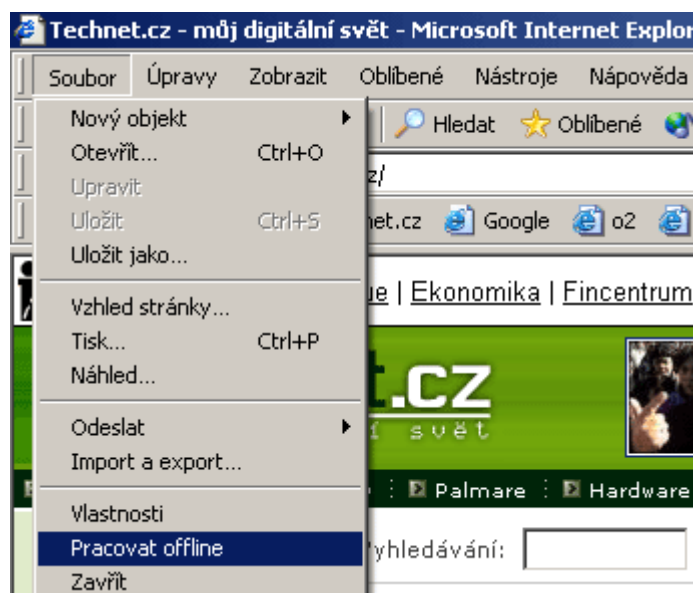 Technet.cz - můj digitální svět - Microsoft Internet Explor
Soubor Úpravy Zobrazit Oblíbené Nástroje Nápověda
Nový objekt
Hledat Oblíbené
Otevřít... Ctrl+O
z/
Upravit
Uložit Ctrl+S
net.cz Google o2
Uložit jako...
ue | Ekonomika | Fincentrum
Vzhled stránky...
Tisk... Ctrl+P
Náhled...
.cz
Odeslat
í svět
Import a export...
Palmare Hardware
Vlastnosti
Pracovat offline
yhledávání:
Zavřít